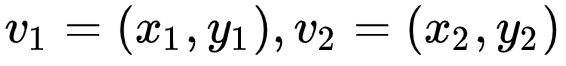 v₁ = (x₁, y₁), v₂ = (x₂, y₂)